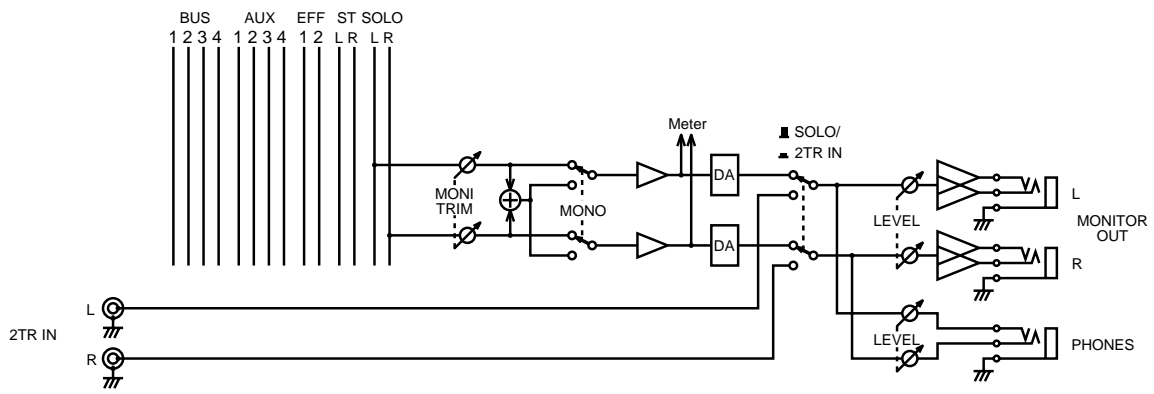 BUS AUX EFF ST SOLO
1 2 3 4 1 2 3 4 1 2 L R L R
Meter
SOLO/
2TR IN
MONI
TRIM
MONO
DA
DA
LEVEL
L
MONITOR
OUT
R
2TR IN
L
R
LEVEL
PHONES